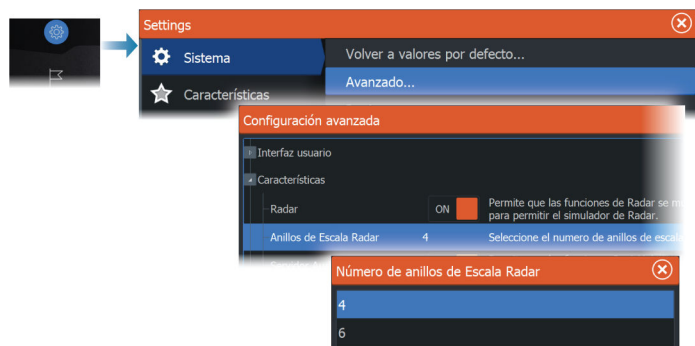 Settings
Sistema
Volver a valores por defecto...
Características
Avanzado...
Configuración avanzada
Interfaz usuario
Características
Radar
ON
Permite que las funciones de Radar se
para permitir el simulador de Radar.
Anillos de Escala Radar
4
Seleccione el numero de anillos de escala
Número de anillos de Escala Radar
4
6